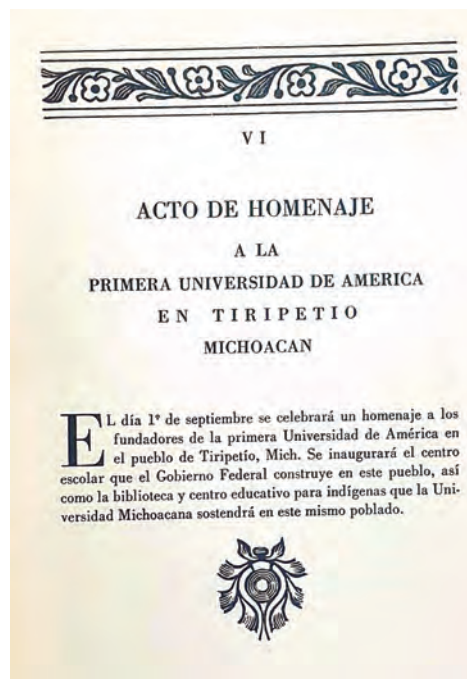 VI
ACTO DE HOMENAJE
A LA
PRIMERA UNIVERSIDAD DE AMERICA
EN TIRIPETIO
MICHOACAN
EL día 1º de septiembre se celebrará un homenaje a los
fundadores de la primera Universidad de América en
el pueblo de Tiripetío, Mich. Se inaugurará el centro
escolar que el Gobierno Federal construye en este pueblo, así
como la biblioteca y centro educativo para indígenas que la Uni-
versidad Michoacana sostendrá en este mismo poblado.